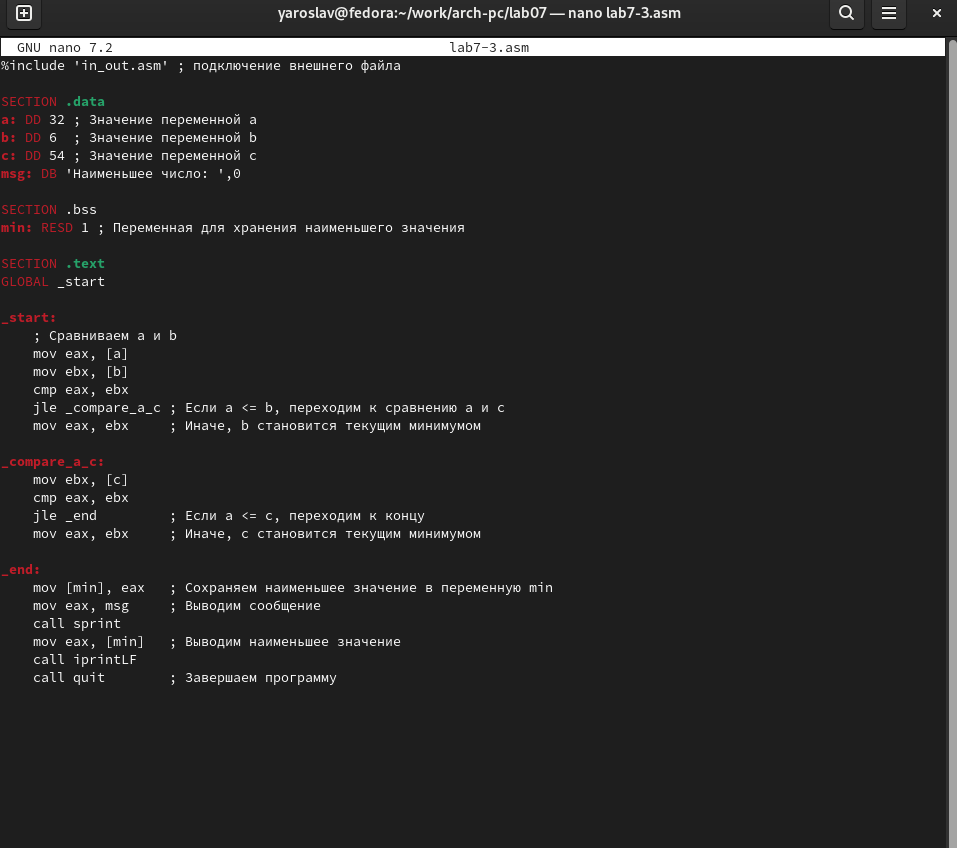 yaroslav@fedora:~/work/arch-pc/lab07 — nano lab7-3.asm
GNU nano 7.2 lab7-3.asm
%include 'in_out.asm' ; подключение внешнего файла
SECTION .data
a: DD 32 ; Значение переменной a
b: DD 6  ; Значение переменной b
c: DD 54 ; Значение переменной c
msg: DB 'Наименьшее число: ',0
SECTION .bss
min: RESD 1 ; Переменная для хранения наименьшего значения
SECTION .text
GLOBAL _start
_start:
    ; Сравниваем a и b
    mov eax, [a]
    mov ebx, [b]
    cmp eax, ebx
    jle _compare_a_c ; Если a <= b, переходим к сравнению a и c
    mov eax, ebx     ; Иначе, b становится текущим минимумом
_compare_a_c:
    mov ebx, [c]
    cmp eax, ebx
    jle _end         ; Если a <= c, переходим к концу
    mov eax, ebx     ; Иначе, c становится текущим минимумом
_end:
    mov [min], eax   ; Сохраняем наименьшее значение в переменную min
    mov eax, msg     ; Выводим сообщение
    call sprint
    mov eax, [min]   ; Выводим наименьшее значение
    call iprintLF
    call quit        ; Завершаем программу